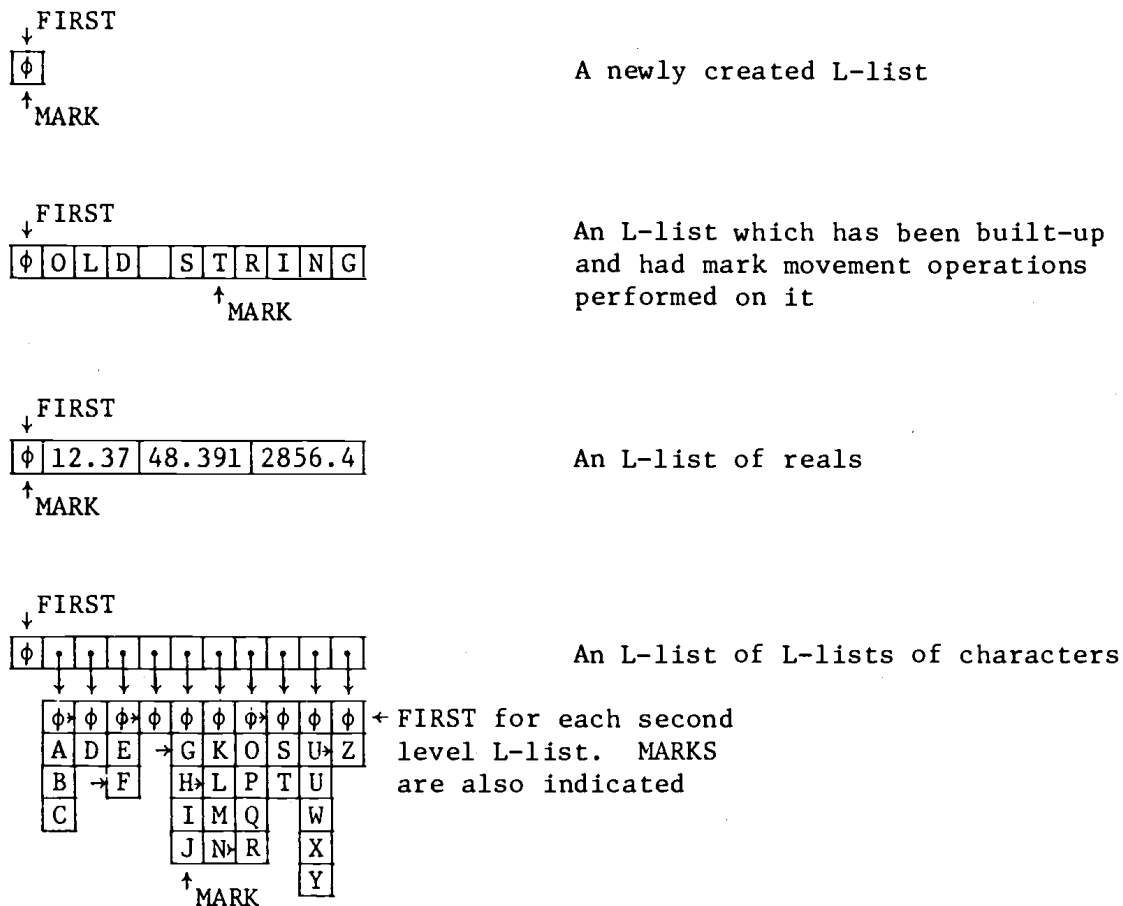 ↓FIRST
ϕ
A newly created L-list
↑MARK
↓FIRST
ϕ O L D S T R I N G
An L-list which has been built-up
and had mark movement operations
performed on it
↑MARK
↓FIRST
ϕ 12.37 48.391 2856.4
An L-list of reals
↑MARK
↓FIRST
ϕ
An L-list of L-lists of characters
ϕ ϕ ϕ ϕ ϕ ϕ ϕ ϕ ϕ ϕ ←FIRST for each second
A D E →G K O S U Z level L-list. MARKS
B →F H L P T U are also indicated
C I M Q W
J N R X
Y
↑MARK